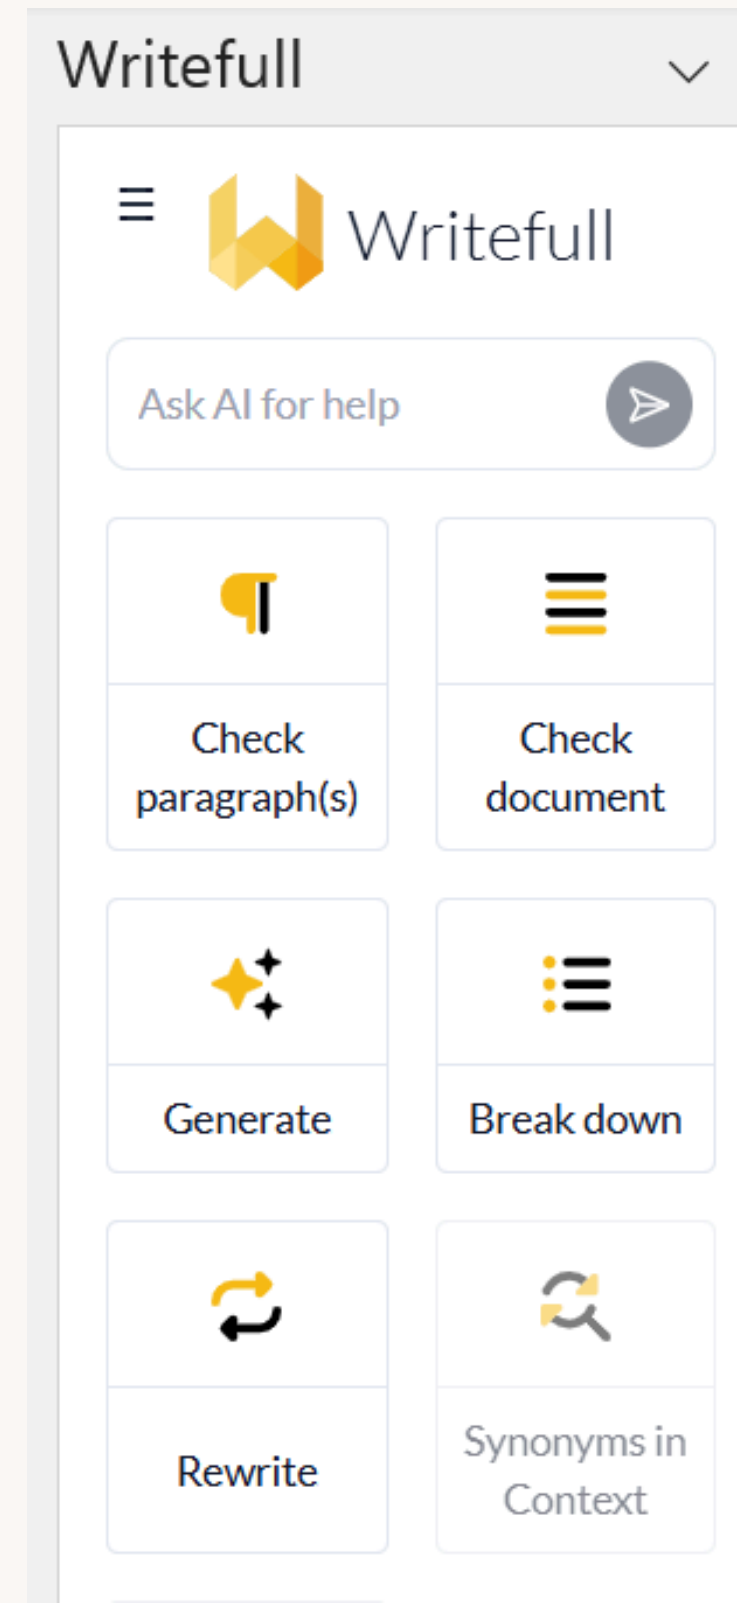 Writefull
Writefull
Ask AI for help
Check
paragraph(s)
Check
document
Generate
Break down
Rewrite
Synonyms in
Context